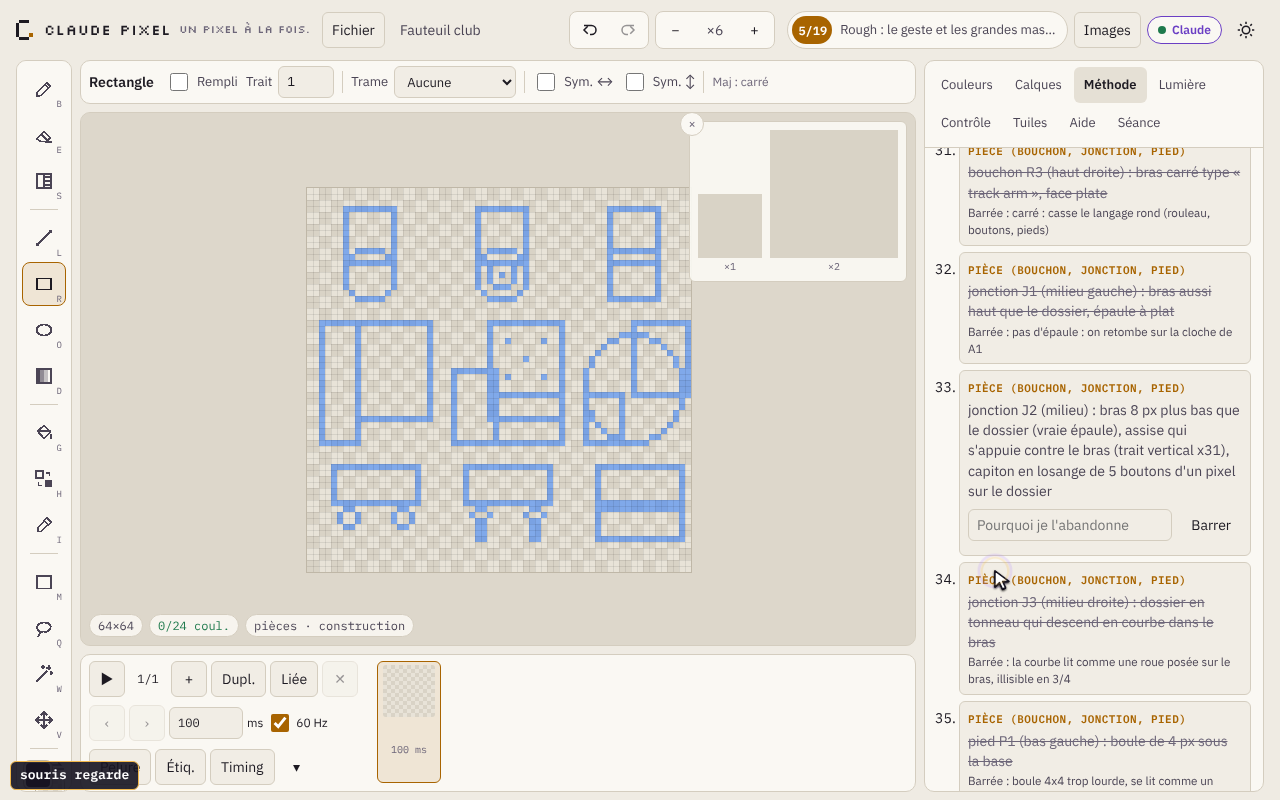 CLAUDE PIXEL UN PIXEL À LA FOIS. Fichier Fauteuil club − ×6 + 5/19 Rough : le geste et les grandes mas… Images Claude
Rectangle Rempli Trait 1 Trame Aucune Sym. ↔ Sym. ↕ Maj : carré
B
E
S
L
R
O
D
G
H
I
M
Q
W
V
×
×1 ×2
64×64 0/24 coul. pièces · construction
▶ 1/1 + Dupl. Liée ×
‹ › 100 ms 60 Hz
Étiq. Timing ▼
100 ms
souris regarde
Couleurs Calques Méthode Lumière
Contrôle Tuiles Aide Séance
31. PIÈCE (BOUCHON, JONCTION, PIED)
bouchon R3 (haut droite) : bras carré type «
track arm », face plate
Barrée : carré : casse le langage rond (rouleau,
boutons, pieds)
32. PIÈCE (BOUCHON, JONCTION, PIED)
jonction J1 (milieu gauche) : bras aussi
haut que le dossier, épaule à plat
Barrée : pas d'épaule : on retombe sur la cloche de
A1
33. PIÈCE (BOUCHON, JONCTION, PIED)
jonction J2 (milieu) : bras 8 px plus bas que
le dossier (vraie épaule), assise qui
s'appuie contre le bras (trait vertical x31),
capiton en losange de 5 boutons d'un pixel
sur le dossier
Pourquoi je l'abandonne Barrer
34. PIÈCE (BOUCHON, JONCTION, PIED)
jonction J3 (milieu droite) : dossier en
tonneau qui descend en courbe dans le
bras
Barrée : la courbe lit comme une roue posée sur le
bras, illisible en 3/4
35. PIÈCE (BOUCHON, JONCTION, PIED)
pied P1 (bas gauche) : boule de 4 px sous
la base
Barrée : boule 4x4 trop lourde, se lit comme un